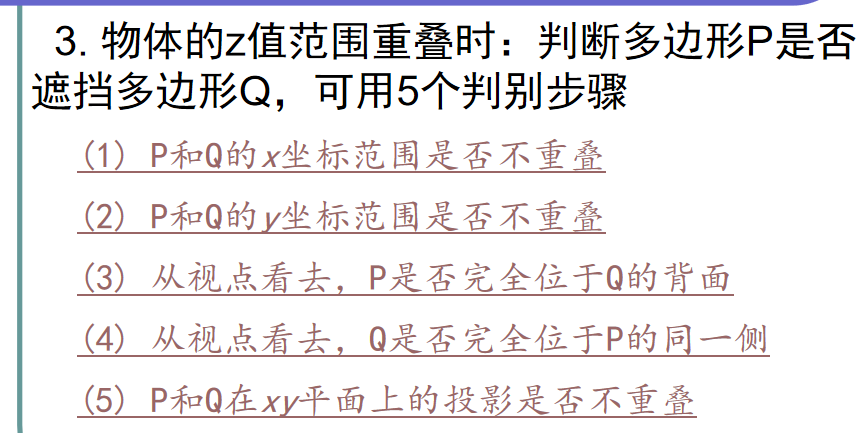 3. 物体的z值范围重叠时：判断多边形P是否
遮挡多边形Q，可用5个判别步骤
(1) P和Q的x坐标范围是否不重叠
(2) P和Q的y坐标范围是否不重叠
(3) 从视点看去，P是否完全位于Q的背面
(4) 从视点看去，Q是否完全位于P的同一侧
(5) P和Q在xy平面上的投影是否不重叠